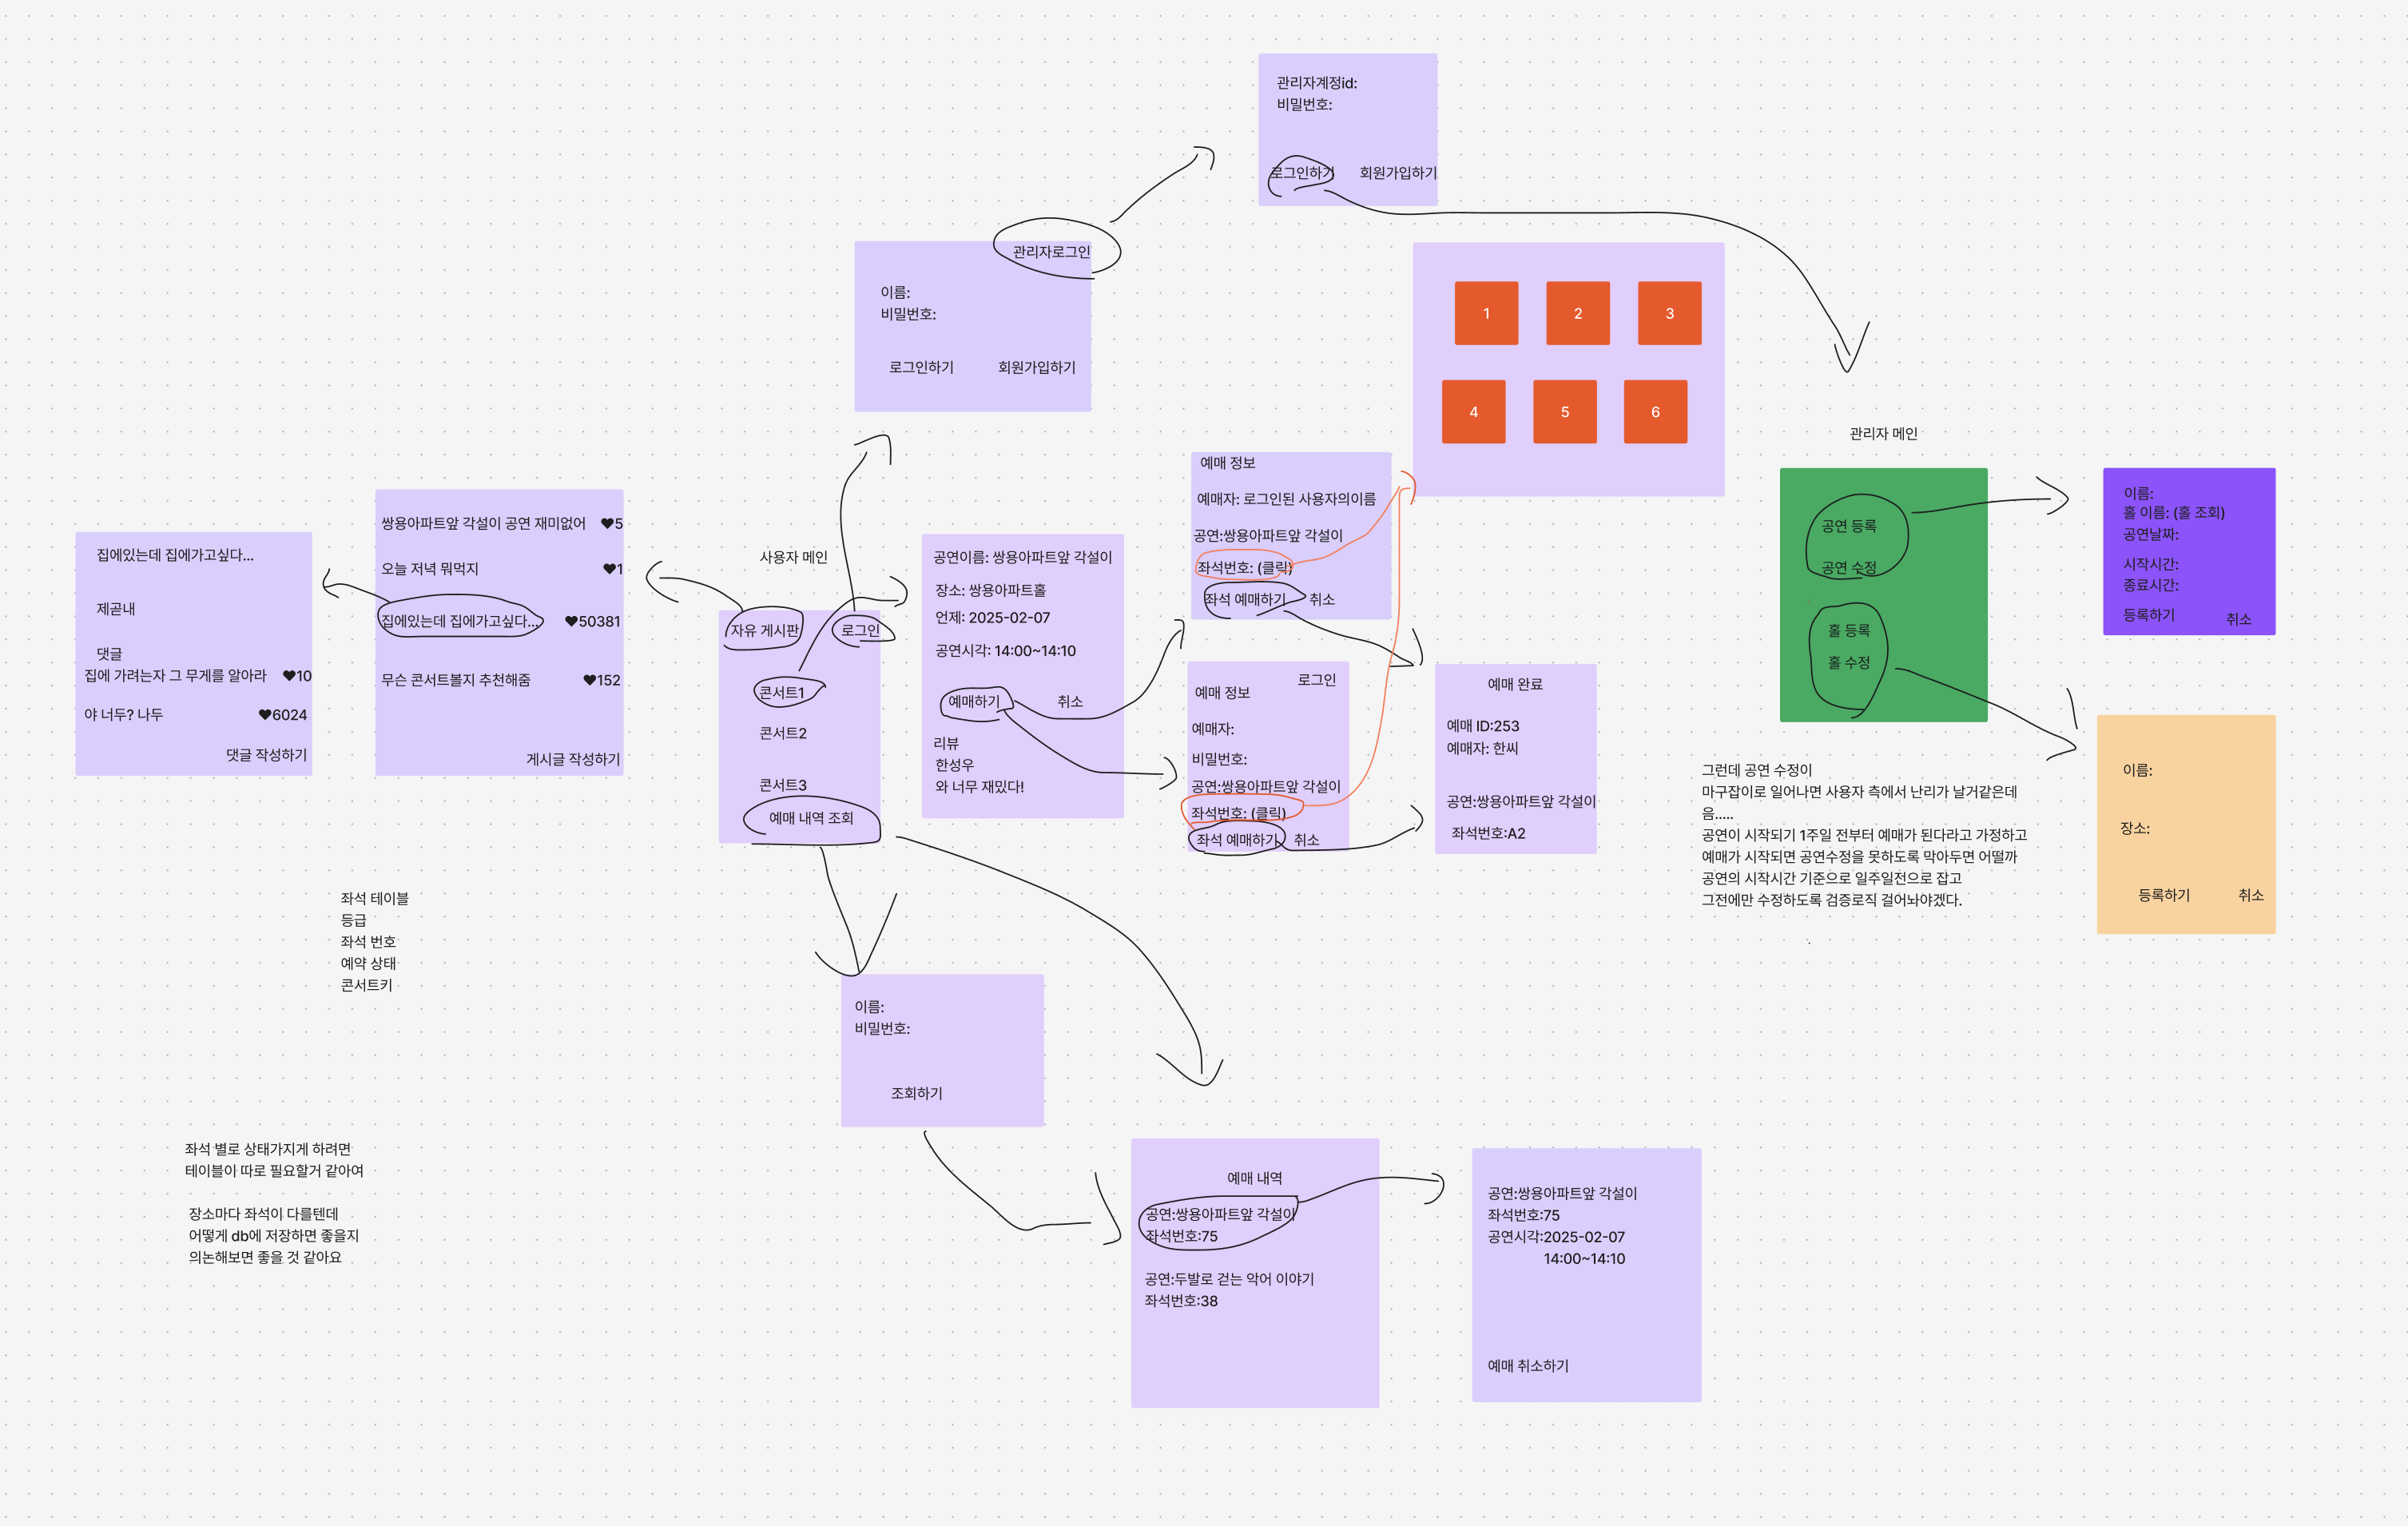 관리자계정id:
비밀번호:
로그인하기 회원가입하기
관리자로그인
이름:
비밀번호:
로그인하기 회원가입하기
1 2 3
4 5 6
집에있는데 집에가고싶다...
제곧내
댓글
집에 가려는자 그 무게를 알아라 ♥10
야 너두? 나두 ♥6024
댓글 작성하기
쌍용아파트앞 각설이 공연 재미없어 ♥5
오늘 저녁 뭐먹지 ♥1
집에있는데 집에가고싶다... ♥50381
무슨 콘서트볼지 추천해줌 ♥152
게시글 작성하기
사용자 메인
자유 게시판 로그인
콘서트1
콘서트2
콘서트3
예매 내역 조회
공연이름: 쌍용아파트앞 각설이
장소: 쌍용아파트홀
언제: 2025-02-07
공연시각: 14:00~14:10
예매하기 취소
리뷰
한성우
와 너무 재밌다!
예매 정보
예매자: 로그인된 사용자의이름
공연:쌍용아파트앞 각설이
좌석번호: (클릭)
좌석 예매하기 취소
로그인
예매 정보
예매자:
비밀번호:
공연:쌍용아파트앞 각설이
좌석번호: (클릭)
좌석 예매하기 취소
예매 완료
예매 ID:253
예매자: 한씨
공연:쌍용아파트앞 각설이
좌석번호:A2
관리자 메인
공연 등록
공연 수정
홀 등록
홀 수정
이름:
홀 이름: (홀 조회)
공연날짜:
시작시간:
종료시간:
등록하기 취소
이름:
장소:
등록하기 취소
그런데 공연 수정이
마구잡이로 일어나면 사용자 측에서 난리가 날거같은데
음.....
공연이 시작되기 1주일 전부터 예매가 된다라고 가정하고
예매가 시작되면 공연수정을 못하도록 막아두면 어떨까
공연의 시작시간 기준으로 일주일전으로 잡고
그전에만 수정하도록 검증로직 걸어놔야겠다.
.
좌석 테이블
등급
좌석 번호
예약 상태
콘서트키
이름:
비밀번호:
조회하기
좌석 별로 상태가지게 하려면
테이블이 따로 필요할거 같아여
장소마다 좌석이 다를텐데
어떻게 db에 저장하면 좋을지
의논해보면 좋을 것 같아요
예매 내역
공연:쌍용아파트앞 각설이
좌석번호:75
공연:두발로 걷는 악어 이야기
좌석번호:38
공연:쌍용아파트앞 각설이
좌석번호:75
공연시각:2025-02-07
14:00~14:10
예매 취소하기